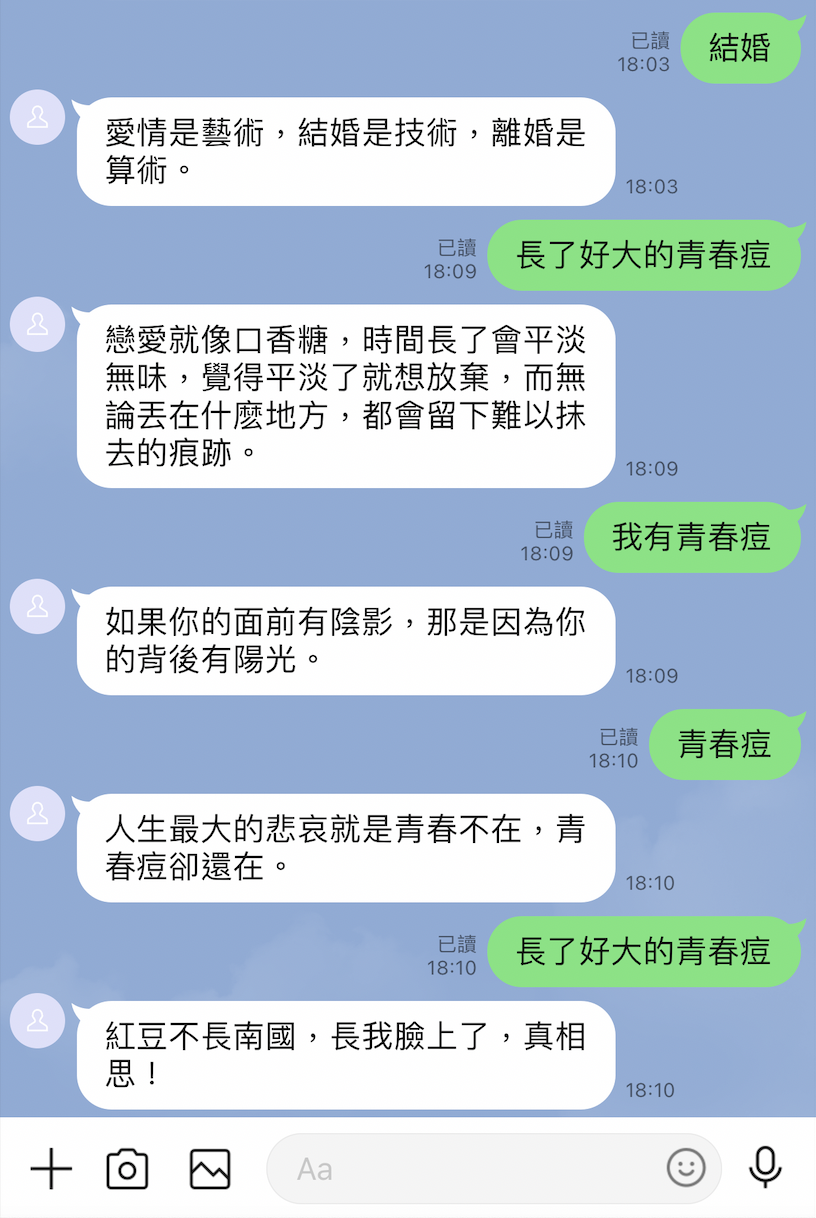 結婚
已讀
18:03
愛情是藝術，結婚是技術，離婚是
算術。
18:03
長了好大的青春痘
已讀
18:09
戀愛就像口香糖，時間長了會平淡
無味，覺得平淡了就想放棄，而無
論丟在什麼地方，都會留下難以抹
去的痕跡。
18:09
我有青春痘
已讀
18:09
如果你的面前有陰影，那是因為你
的背後有陽光。
18:09
青春痘
已讀
18:10
人生最大的悲哀就是青春不在，青
春痘卻還在。
18:10
長了好大的青春痘
已讀
18:10
紅豆不長南國，長我臉上了，真相
思！
18:10
Aa